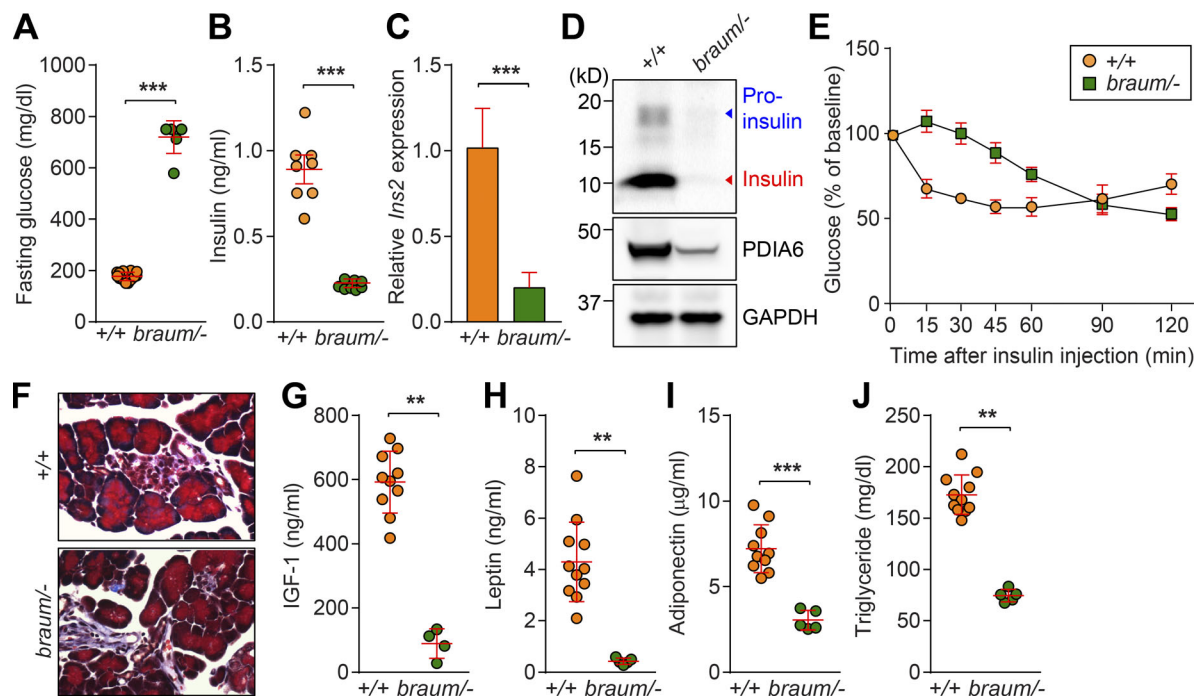 A
Fasting glucose (mg/dl)
1000
800
600
400
200
0
***
+/+ braum/-
B
Insulin (ng/ml)
1.5
1.0
0.5
0.0
***
+/+ braum/-
C
Relative Ins2 expression
1.5
1.0
0.5
0.0
***
+/+ braum/-
D
+/+
braum/-
(kD)
20
15
10
50
37
Pro-
insulin
Insulin
PDIA6
GAPDH
E
+/+
braum/-
Glucose (% of baseline)
150
100
50
0
0 15 30 45 60 90 120
Time after insulin injection (min)
F
+/+
braum/-
G
IGF-1 (ng/ml)
800
600
400
200
0
**
+/+ braum/-
H
Leptin (ng/ml)
10
8
6
4
2
0
**
+/+ braum/-
I
Adiponectin (μg/ml)
15
10
5
0
***
+/+ braum/-
J
Triglyceride (mg/dl)
250
200
150
100
50
0
**
+/+ braum/-